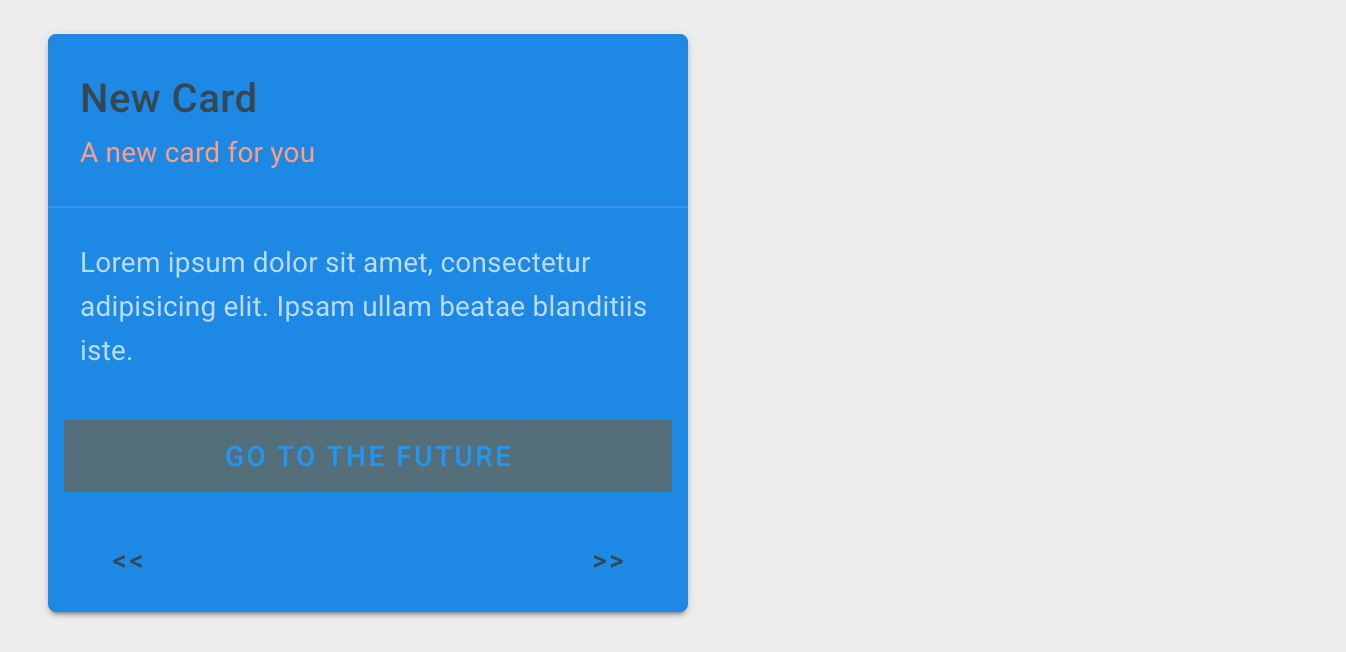 New Card
A new card for you
Lorem ipsum dolor sit amet, consectetur
adipisicing elit. Ipsam ullam beatae blanditiis
iste.
GO TO THE FUTURE
<< >>